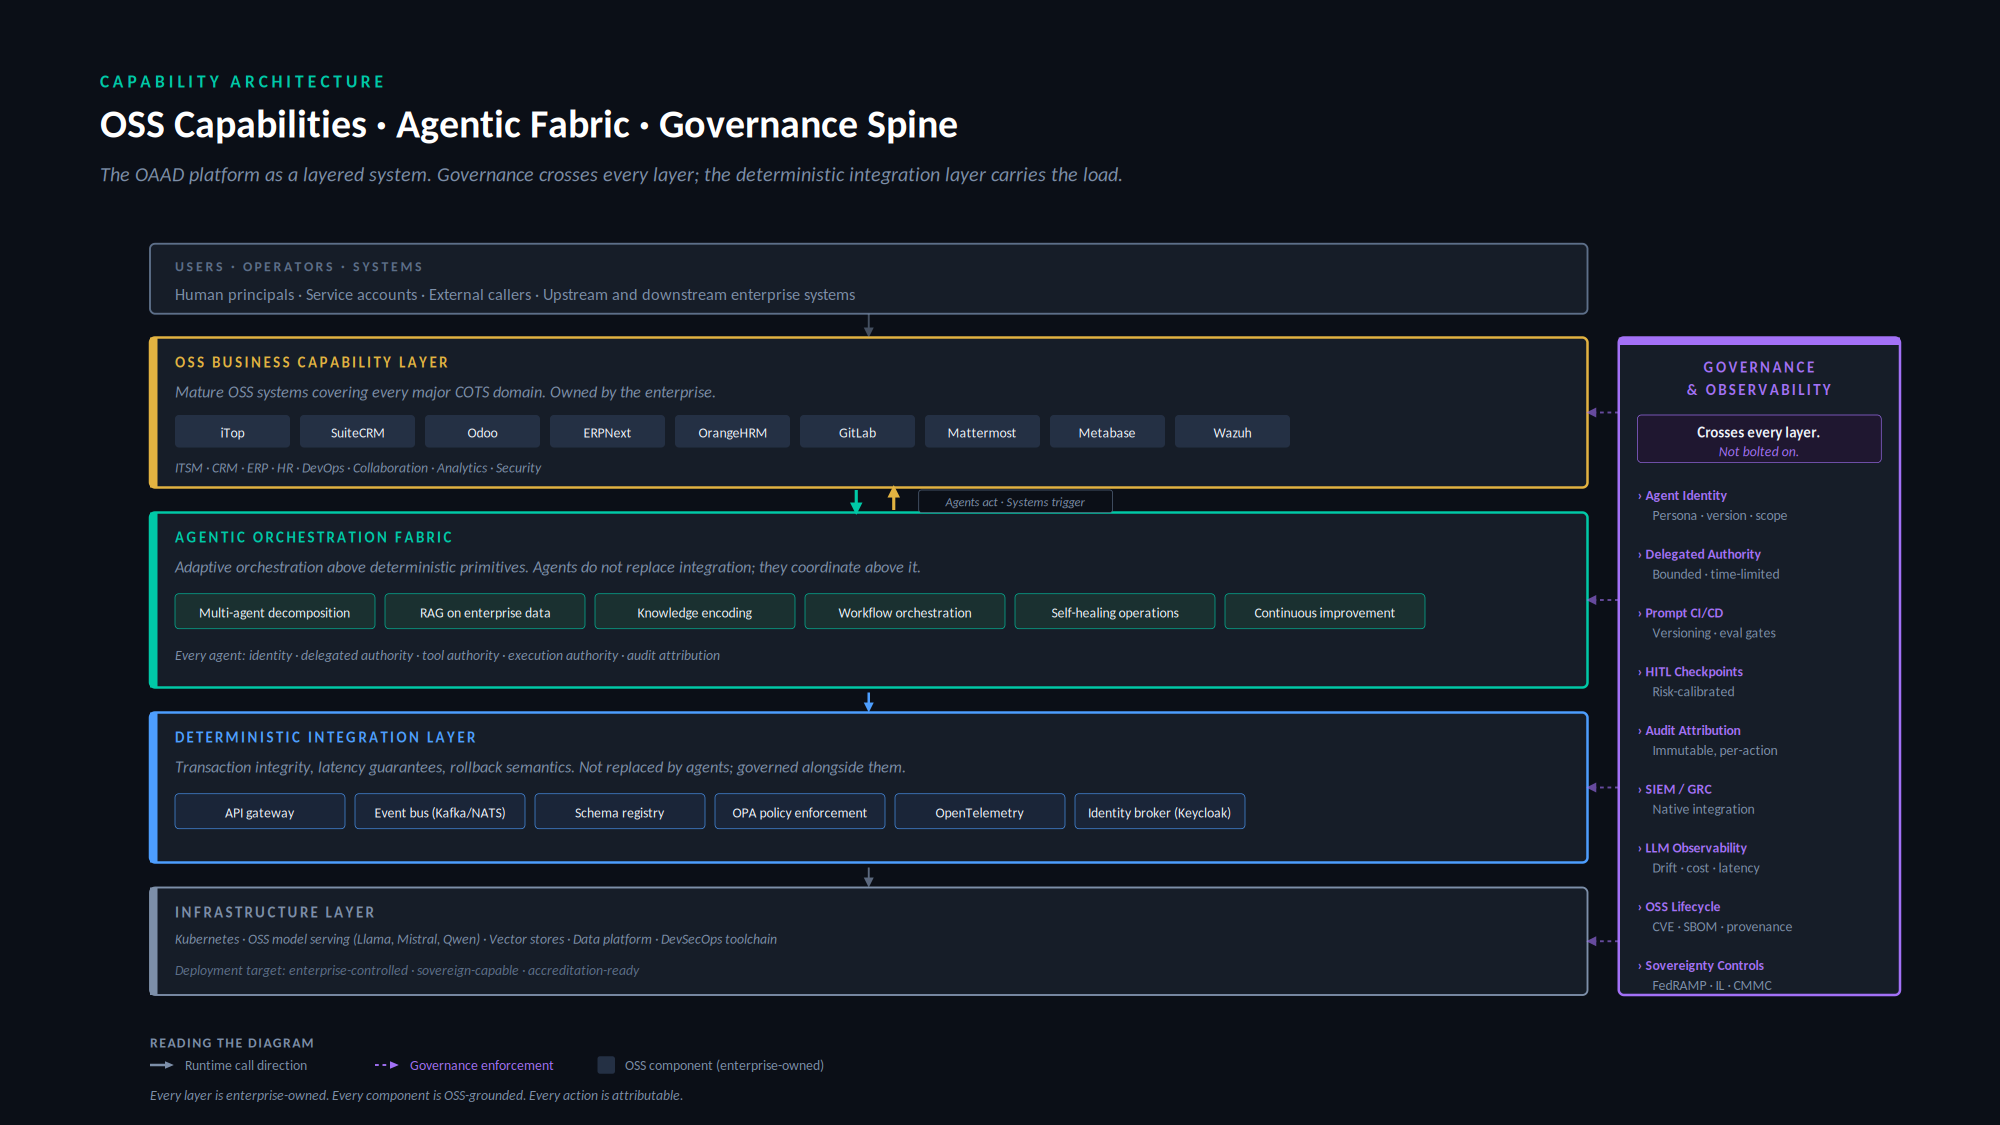 CAPABILITY ARCHITECTURE
OSS Capabilities · Agentic Fabric · Governance Spine
The OAAD platform as a layered system. Governance crosses every layer; the deterministic integration layer carries the load.
USERS · OPERATORS · SYSTEMS
Human principals · Service accounts · External callers · Upstream and downstream enterprise systems
OSS BUSINESS CAPABILITY LAYER
Mature OSS systems covering every major COTS domain. Owned by the enterprise.
iTop
SuiteCRM
Odoo
ERPNext
OrangeHRM
GitLab
Mattermost
Metabase
Wazuh
ITSM · CRM · ERP · HR · DevOps · Collaboration · Analytics · Security
Agents act · Systems trigger
AGENTIC ORCHESTRATION FABRIC
Adaptive orchestration above deterministic primitives. Agents do not replace integration; they coordinate above it.
Multi-agent decomposition
RAG on enterprise data
Knowledge encoding
Workflow orchestration
Self-healing operations
Continuous improvement
Every agent: identity · delegated authority · tool authority · execution authority · audit attribution
DETERMINISTIC INTEGRATION LAYER
Transaction integrity, latency guarantees, rollback semantics. Not replaced by agents; governed alongside them.
API gateway
Event bus (Kafka/NATS)
Schema registry
OPA policy enforcement
OpenTelemetry
Identity broker (Keycloak)
INFRASTRUCTURE LAYER
Kubernetes · OSS model serving (Llama, Mistral, Qwen) · Vector stores · Data platform · DevSecOps toolchain
Deployment target: enterprise-controlled · sovereign-capable · accreditation-ready
GOVERNANCE
& OBSERVABILITY
Crosses every layer.
Not bolted on.
› Agent Identity
Persona · version · scope
› Delegated Authority
Bounded · time-limited
› Prompt CI/CD
Versioning · eval gates
› HITL Checkpoints
Risk-calibrated
› Audit Attribution
Immutable, per-action
› SIEM / GRC
Native integration
› LLM Observability
Drift · cost · latency
› OSS Lifecycle
CVE · SBOM · provenance
› Sovereignty Controls
FedRAMP · IL · CMMC
READING THE DIAGRAM
Runtime call direction
Governance enforcement
OSS component (enterprise-owned)
Every layer is enterprise-owned. Every component is OSS-grounded. Every action is attributable.